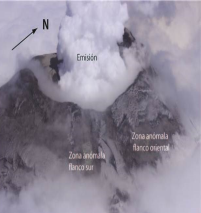 N
Emisión
Zona anómala
flanco oriental
Zona anómala
flanco sur